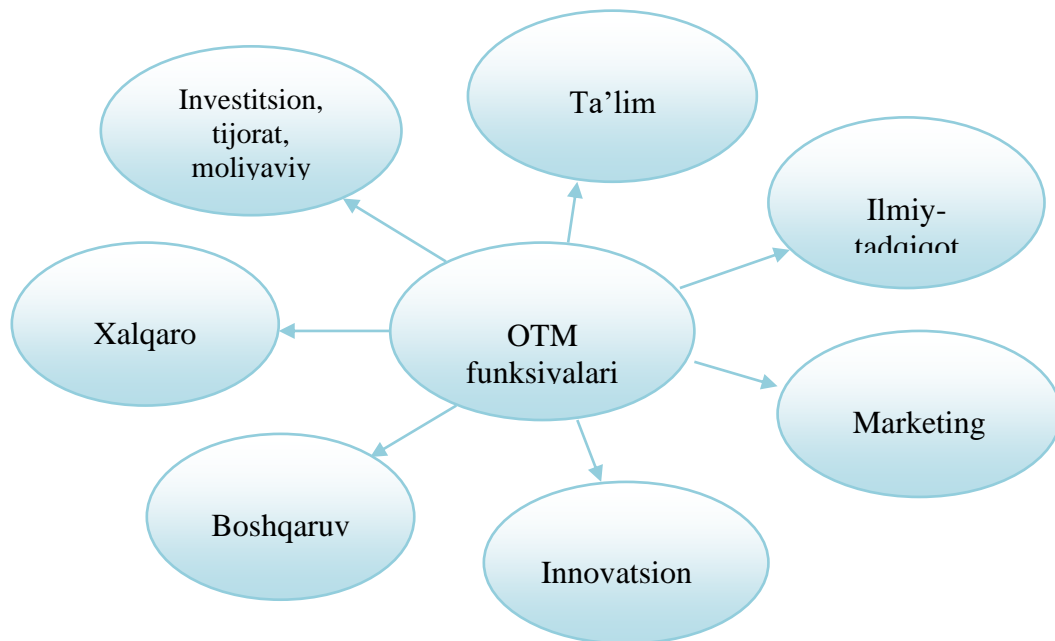 Investitsion,
tijorat,
moliyaviy
Ta’lim
Ilmiy-
tadqiqot
Xalqaro
OTM
funksiyalari
Marketing
Boshqaruv
Innovatsion